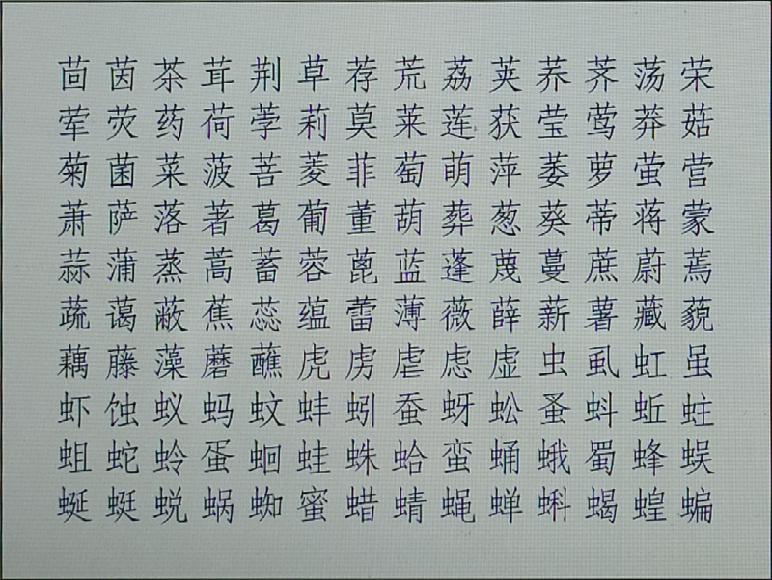 茴茵茶茸荆草荐荒荔荚荞荠荡荣
荤荧药荷荸莉莫莱莲获莹莺莽菇
菊菌菜菠菩菱菲萄萌萍萎萝萤营
萧萨落著葛葡董葫葬葱葵蒂蒋蒙
蒜蒲蒸蒿蓄蓉蓖蓝蓬蔑蔓蔗蔚蔫
蔬蔼蔽蕉蕊蕴蕾薄薇薛薪薯藏藐
藕藤藻蘑蘸虎虏虐虑虚虫虱虹虽
虾蚀蚁蚂蚊蚌蚓蚕蚜蚣蚤蚪蚯蛀
蛆蛇蛉蛋蛔蛙蛛蛤蛮蛹蛾蜀蜂蜈
蜒蜓蜕蜗蜘蜜蜡蜻蝇蝉蝌蝎蝗蝙